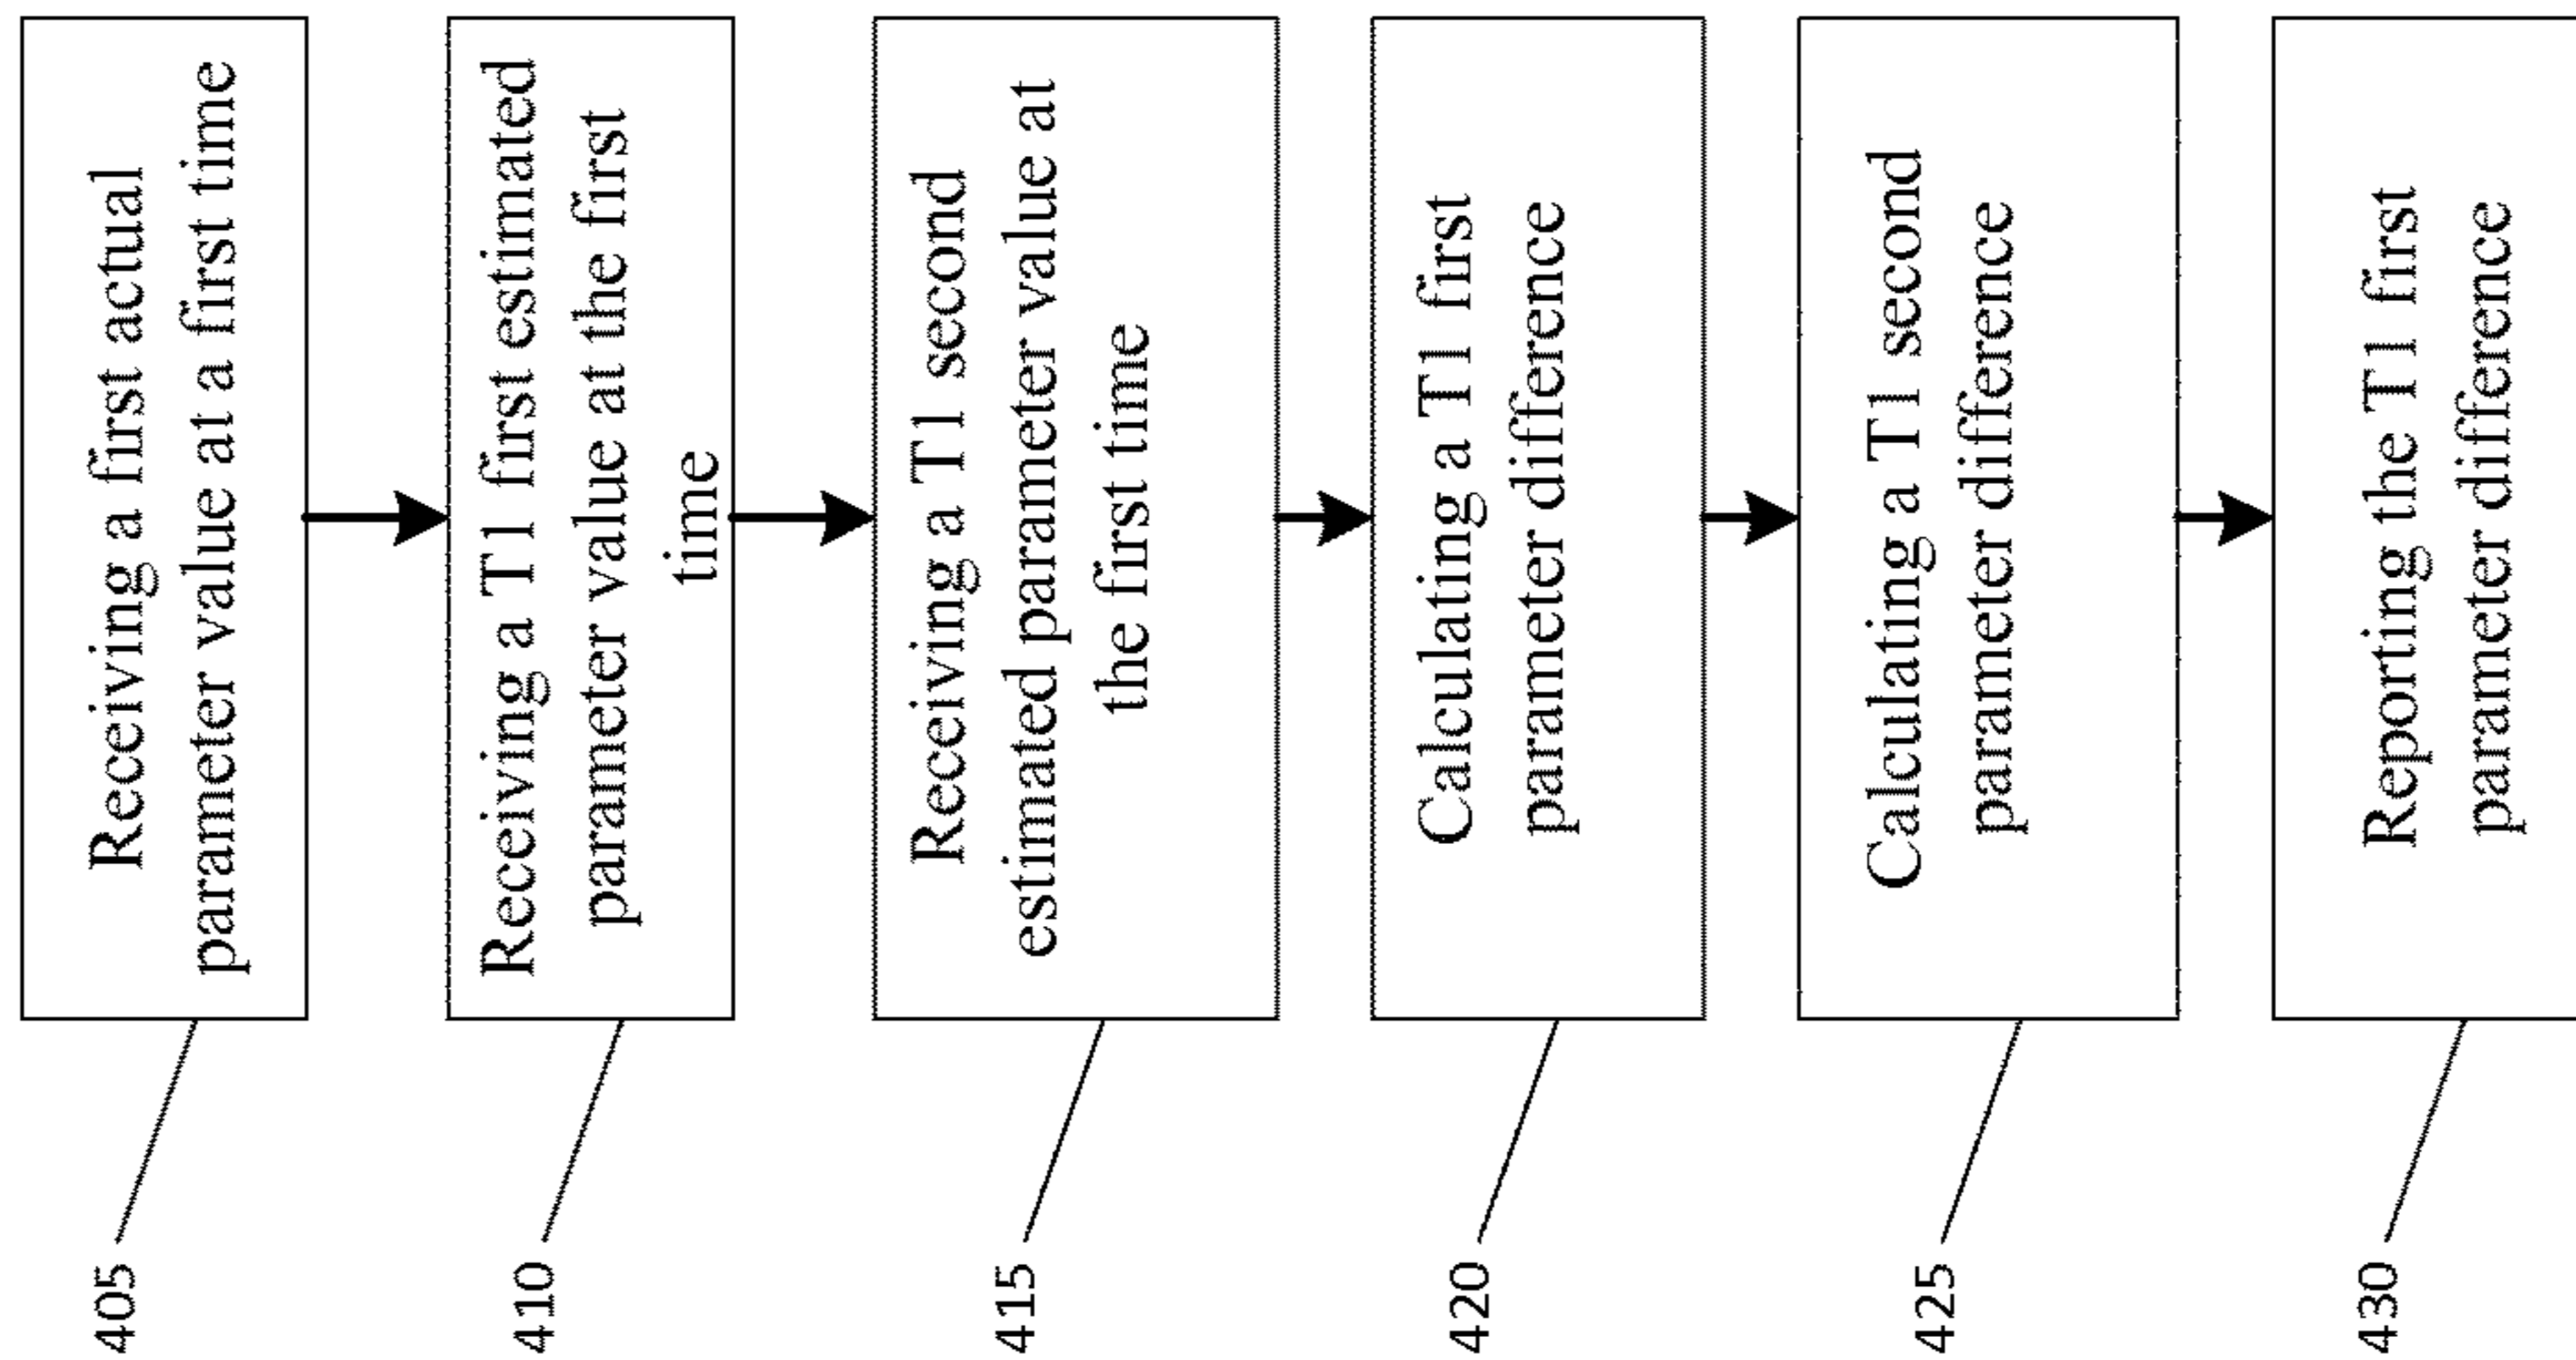 405
Receiving a first actual
parameter value at a first time
410
Receiving a T1 first estimated
parameter value at the first
time
415
Receiving a T1 second
estimated parameter value at
the first time
420
Calculating a T1 first
parameter difference
425
Calculating a T1 second
parameter difference
430
Reporting the T1 first
parameter difference